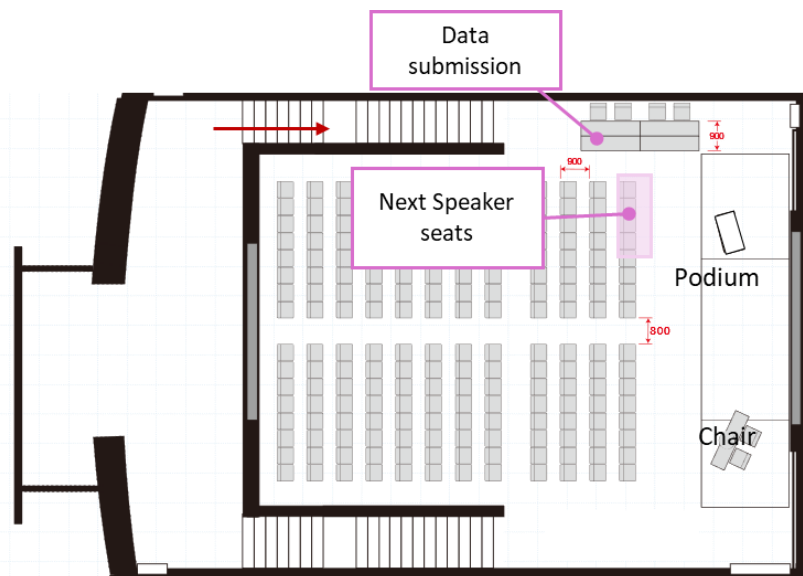 Data
submission
900
900
Next Speaker
seats
Podium
800
Chair